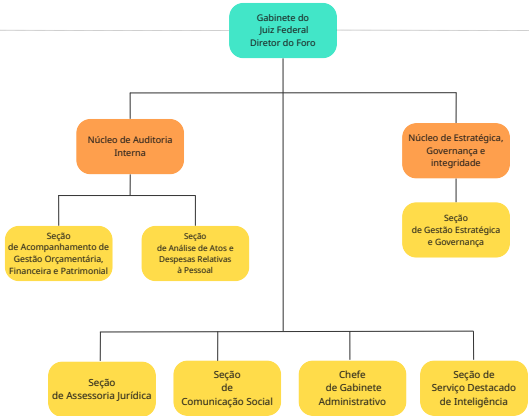 Gabinete do
Juiz Federal
Diretor do Foro
Núcleo de Auditoria
Interna
Núcleo de Estratégica,
Governança e
integridade
Seção
de Acompanhamento de
Gestão Orçamentária,
Financeira e Patrimonial
Seção
de Análise de Atos e
Despesas Relativas
à Pessoal
Seção
de Gestão Estratégica
e Governança
Seção
de Assessoria Jurídica
Seção
de
Comunicação Social
Chefe
de Gabinete
Administrativo
Seção de
Serviço Destacado
de Inteligência